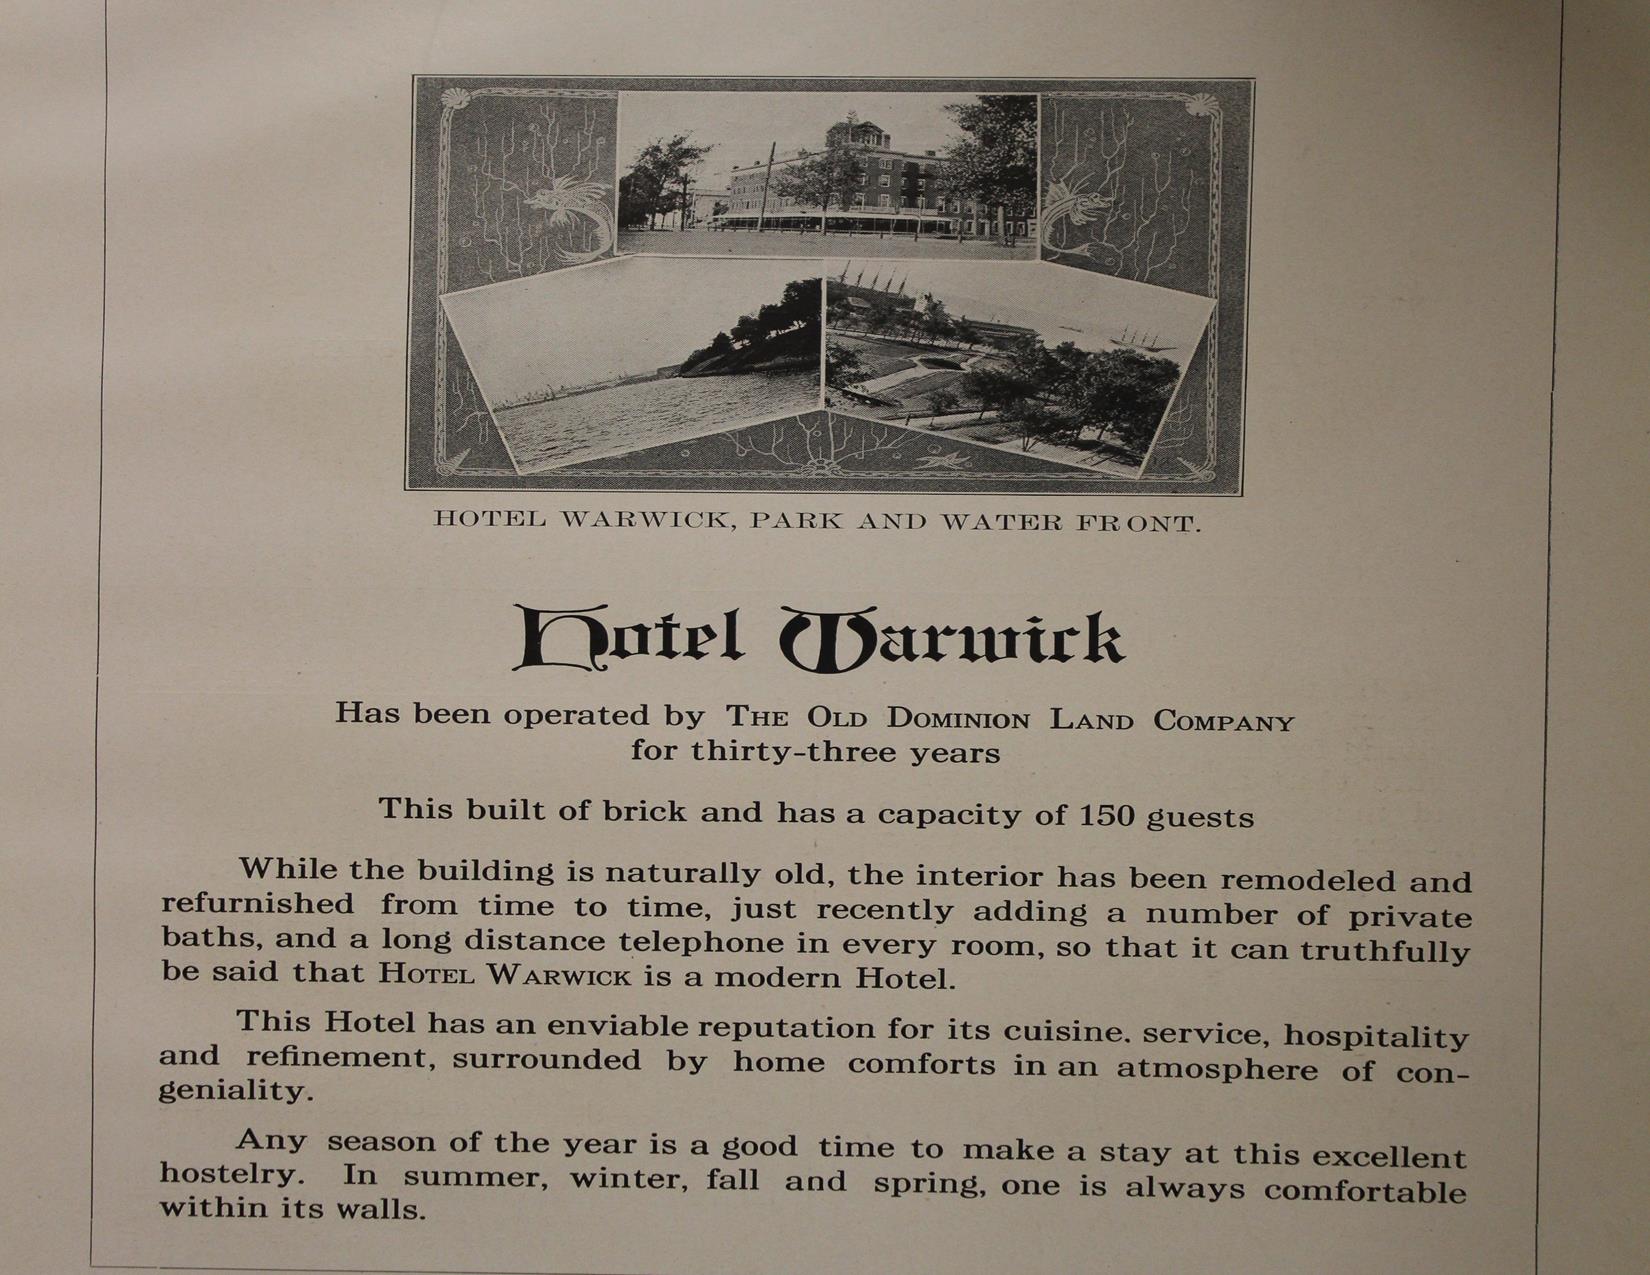 HOTEL WARWICK, PARK AND WATER FRONT.
Hotel Warwick
Has been operated by THE OLD DOMINION LAND COMPANY
for thirty-three years
This built of brick and has a capacity of 150 guests
While the building is naturally old, the interior has been remodeled and
refurnished from time to time, just recently adding a number of private
baths, and a long distance telephone in every room, so that it can truthfully
be said that HOTEL WARWICK is a modern Hotel.
This Hotel has an enviable reputation for its cuisine. service, hospitality
and refinement, surrounded by home comforts in an atmosphere of con-
geniality.
Any season of the year is a good time to make a stay at this excellent
hostelry. In summer, winter, fall and spring, one is always comfortable
within its walls.